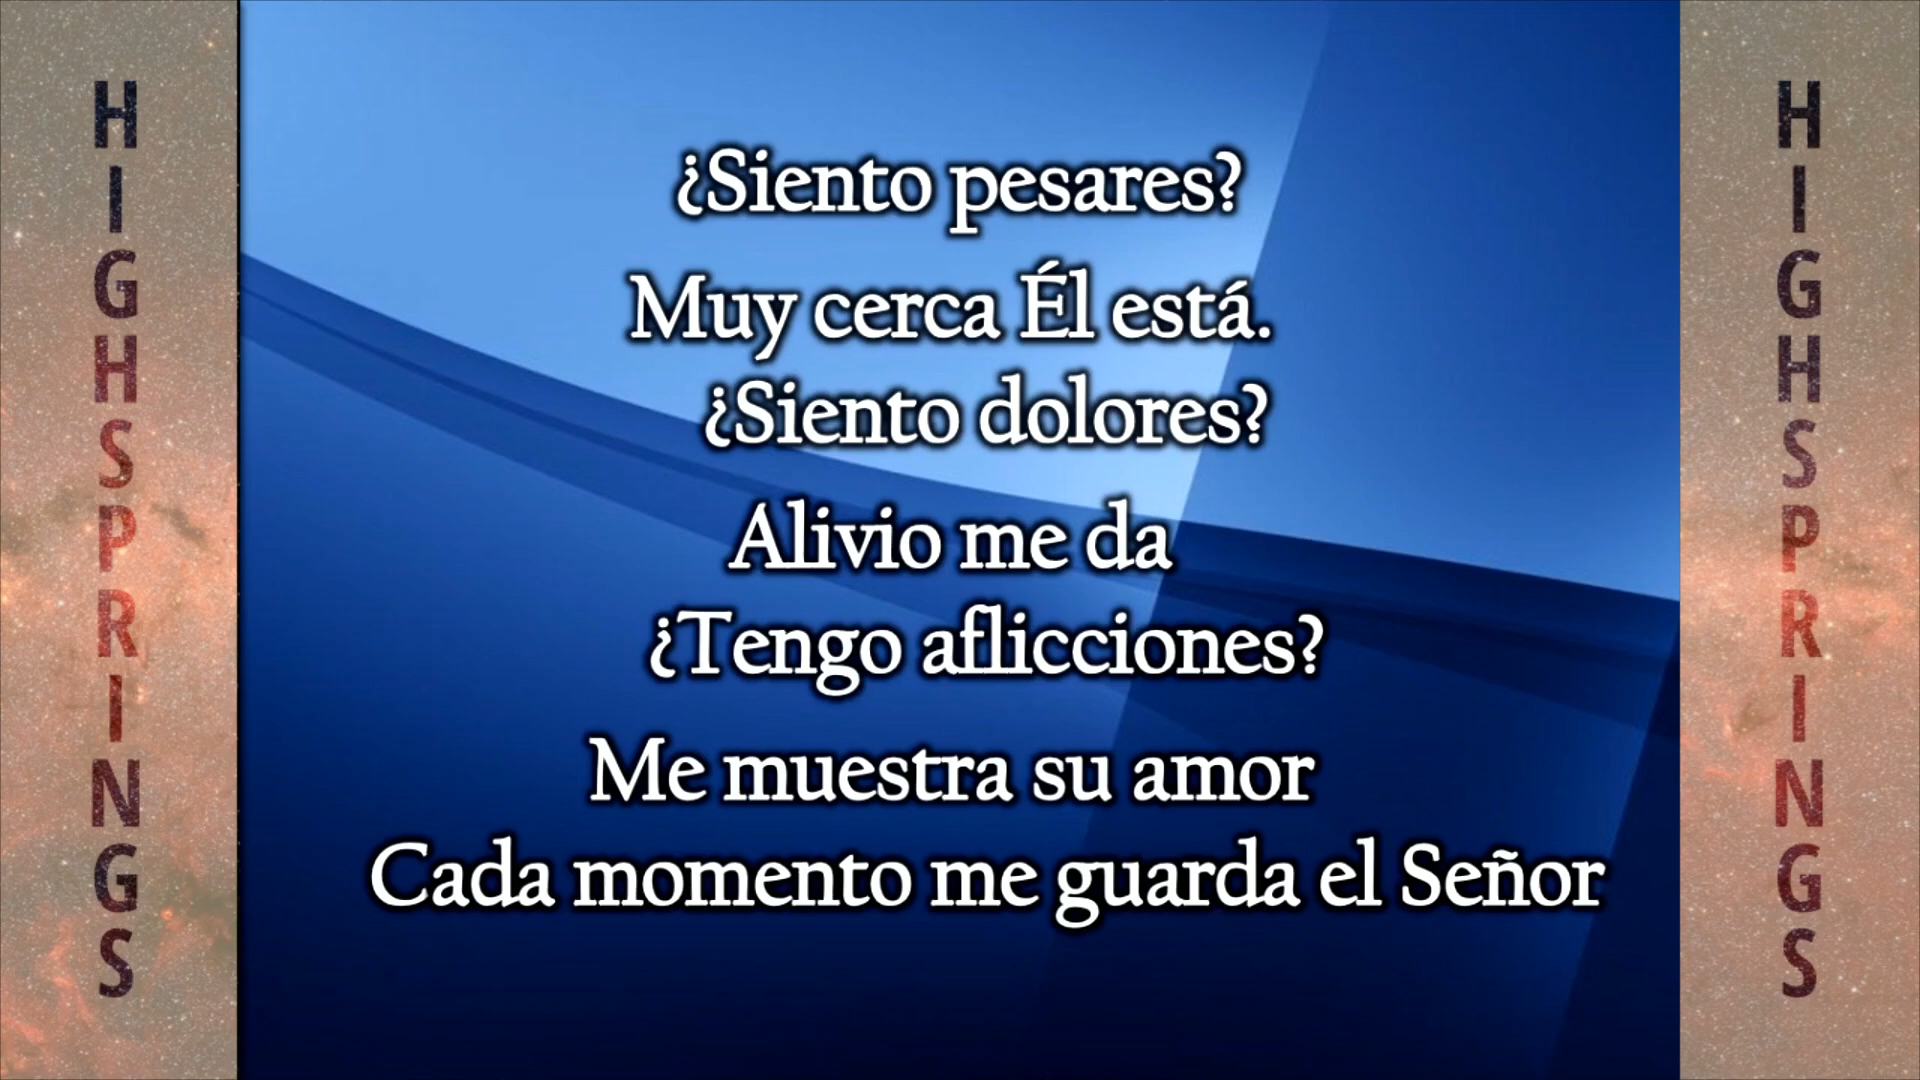 HIGHSPRINGS
¿Siento pesares?
Muy cerca Él está.
¿Siento dolores?
Alivio me da
¿Tengo aflicciones?
Me muestra su amor
Cada momento me guarda el Señor
HIGHSPRINGS